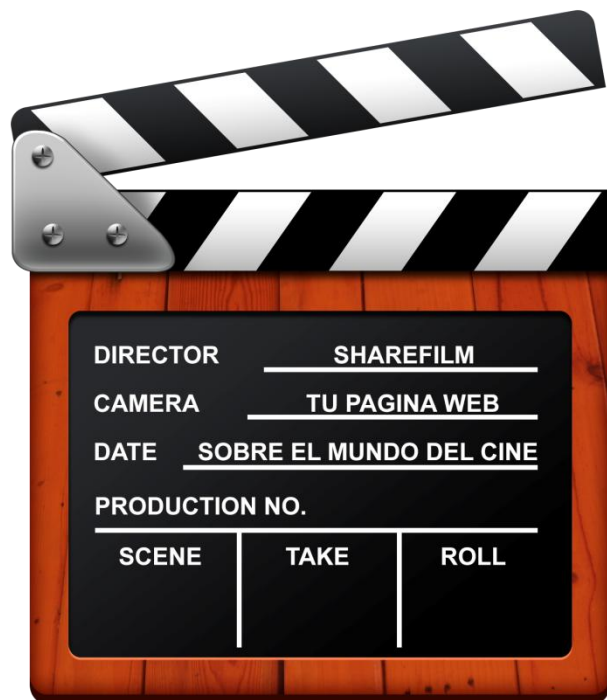 DIRECTOR SHAREFILM
CAMERA TU PAGINA WEB
DATE SOBRE EL MUNDO DEL CINE
PRODUCTION NO.
SCENE TAKE ROLL